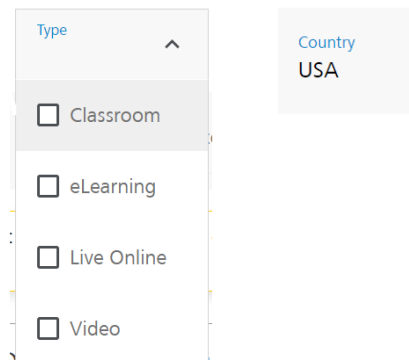 Type
Country
USA
Classroom
eLearning
Live Online
Video